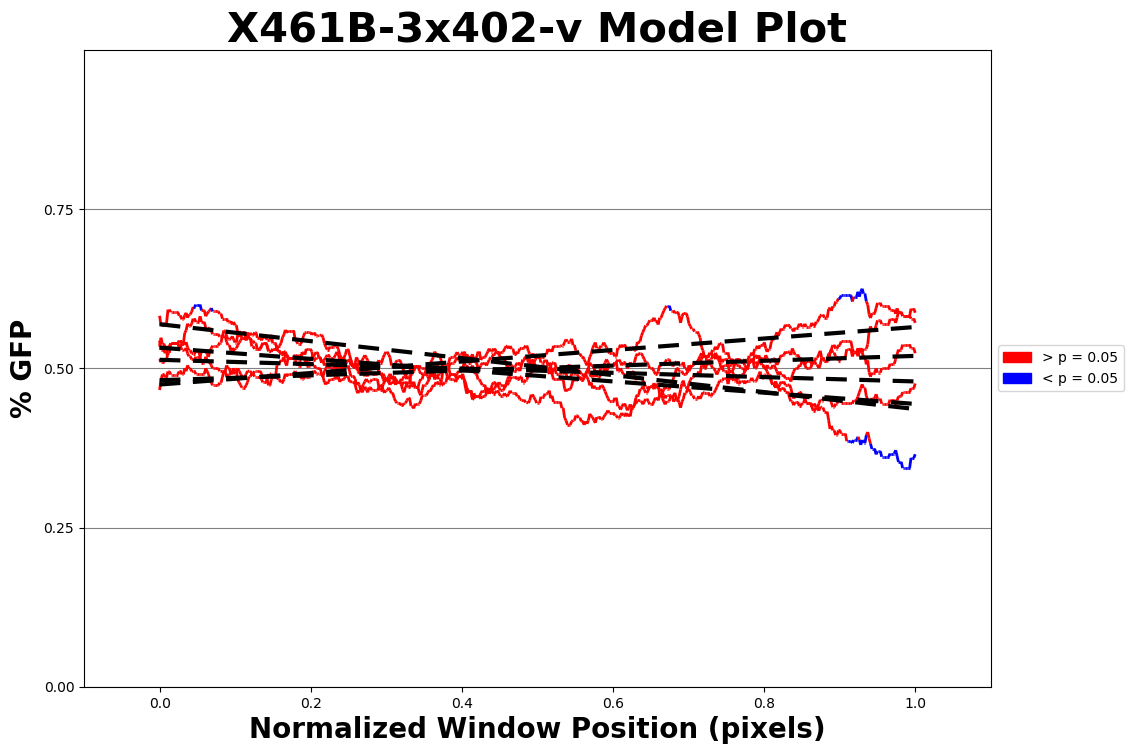 X461B-3x402-v Model Plot
% GFP
0.75
0.50
0.25
0.00
0.0 0.2 0.4 0.6 0.8 1.0
Normalized Window Position (pixels)
> p = 0.05
< p = 0.05